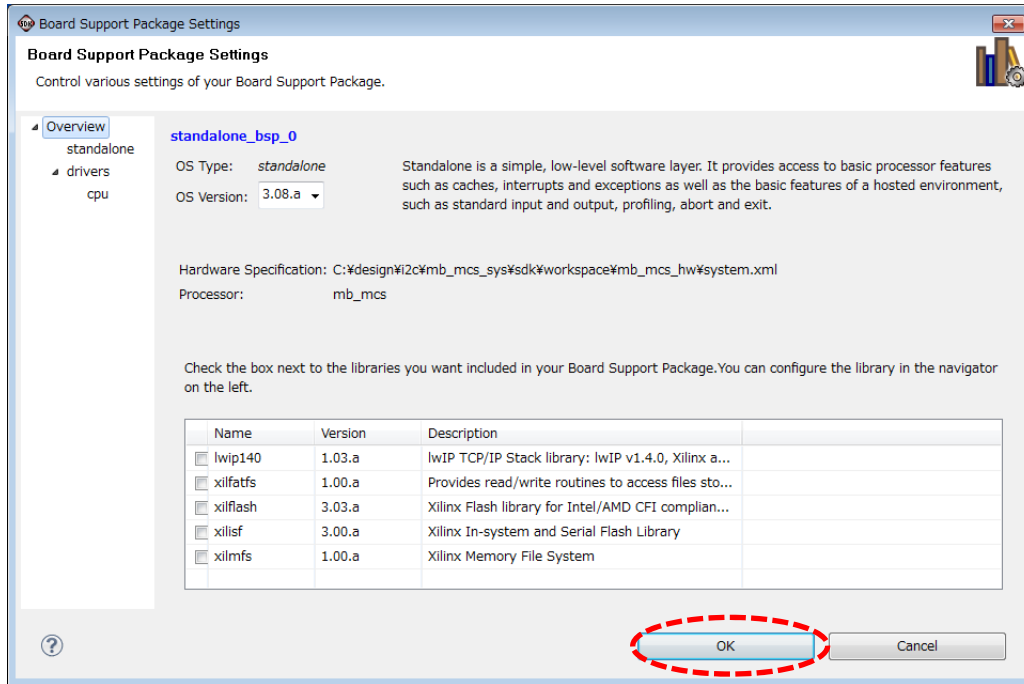 Board Support Package Settings
Board Support Package Settings
Control various settings of your Board Support Package.
Overview
standalone
drivers
cpu
standalone_bsp_0
OS Type: standalone
OS Version: 3.08.a
Standalone is a simple, low-level software layer. It provides access to basic processor features
such as caches, interrupts and exceptions as well as the basic features of a hosted environment,
such as standard input and output, profiling, abort and exit.
Hardware Specification: C:¥design¥i2c¥mb_mcs_sys¥sdk¥workspace¥mb_mcs_hw¥system.xml
Processor: mb_mcs
Check the box next to the libraries you want included in your Board Support Package.You can configure the library in the navigator
on the left.
Name Version Description
lwip140 1.03.a lwIP TCP/IP Stack library: lwIP v1.4.0, Xilinx a...
xilfatfs 1.00.a Provides read/write routines to access files sto...
xilflash 3.03.a Xilinx Flash library for Intel/AMD CFI complian...
xilisf 3.00.a Xilinx In-system and Serial Flash Library
xilmfs 1.00.a Xilinx Memory File System
?
OK Cancel